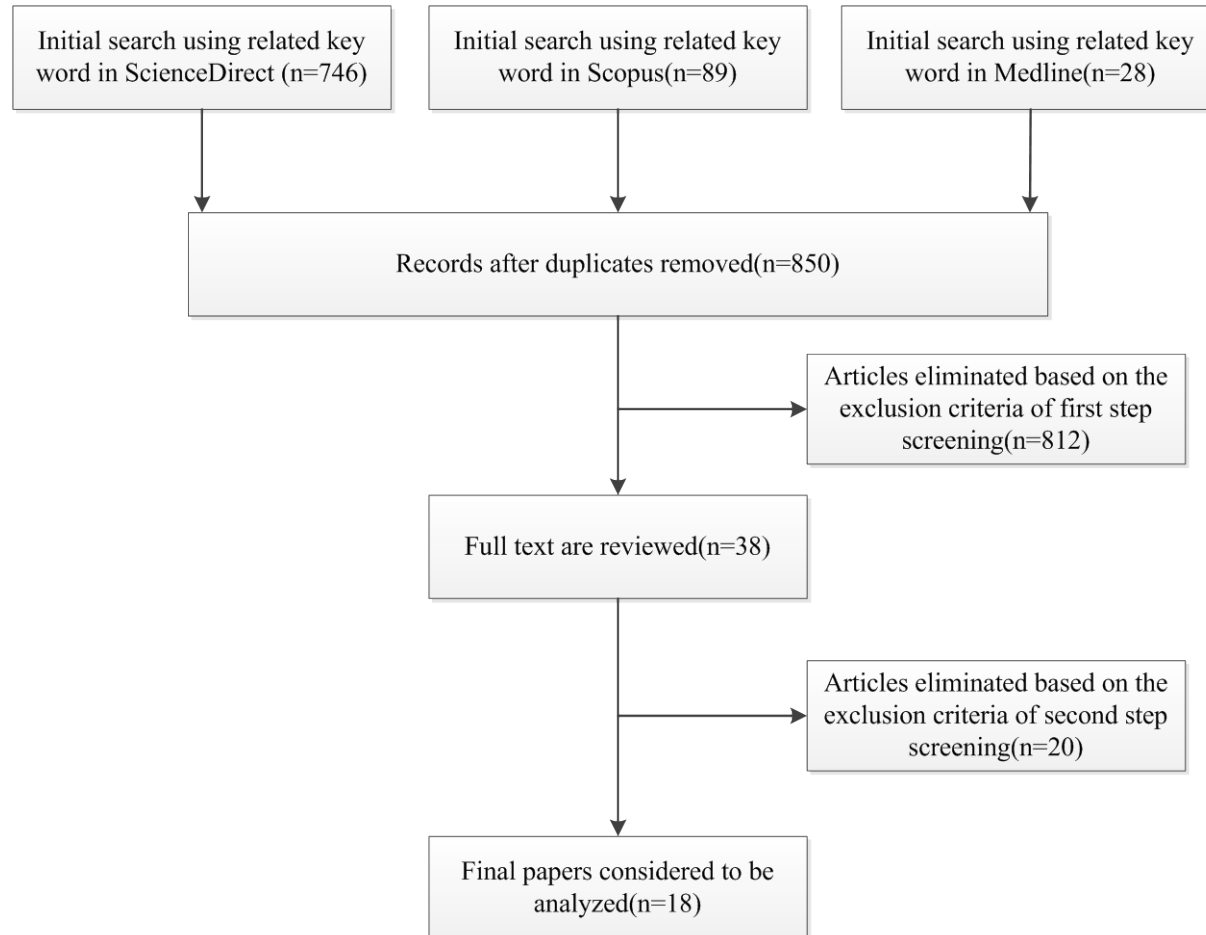 Initial search using related key
word in ScienceDirect (n=746)
Initial search using related key
word in Scopus(n=89)
Initial search using related key
word in Medline(n=28)
Records after duplicates removed(n=850)
Articles eliminated based on the
exclusion criteria of first step
screening(n=812)
Full text are reviewed(n=38)
Articles eliminated based on the
exclusion criteria of second step
screening(n=20)
Final papers considered to be
analyzed(n=18)